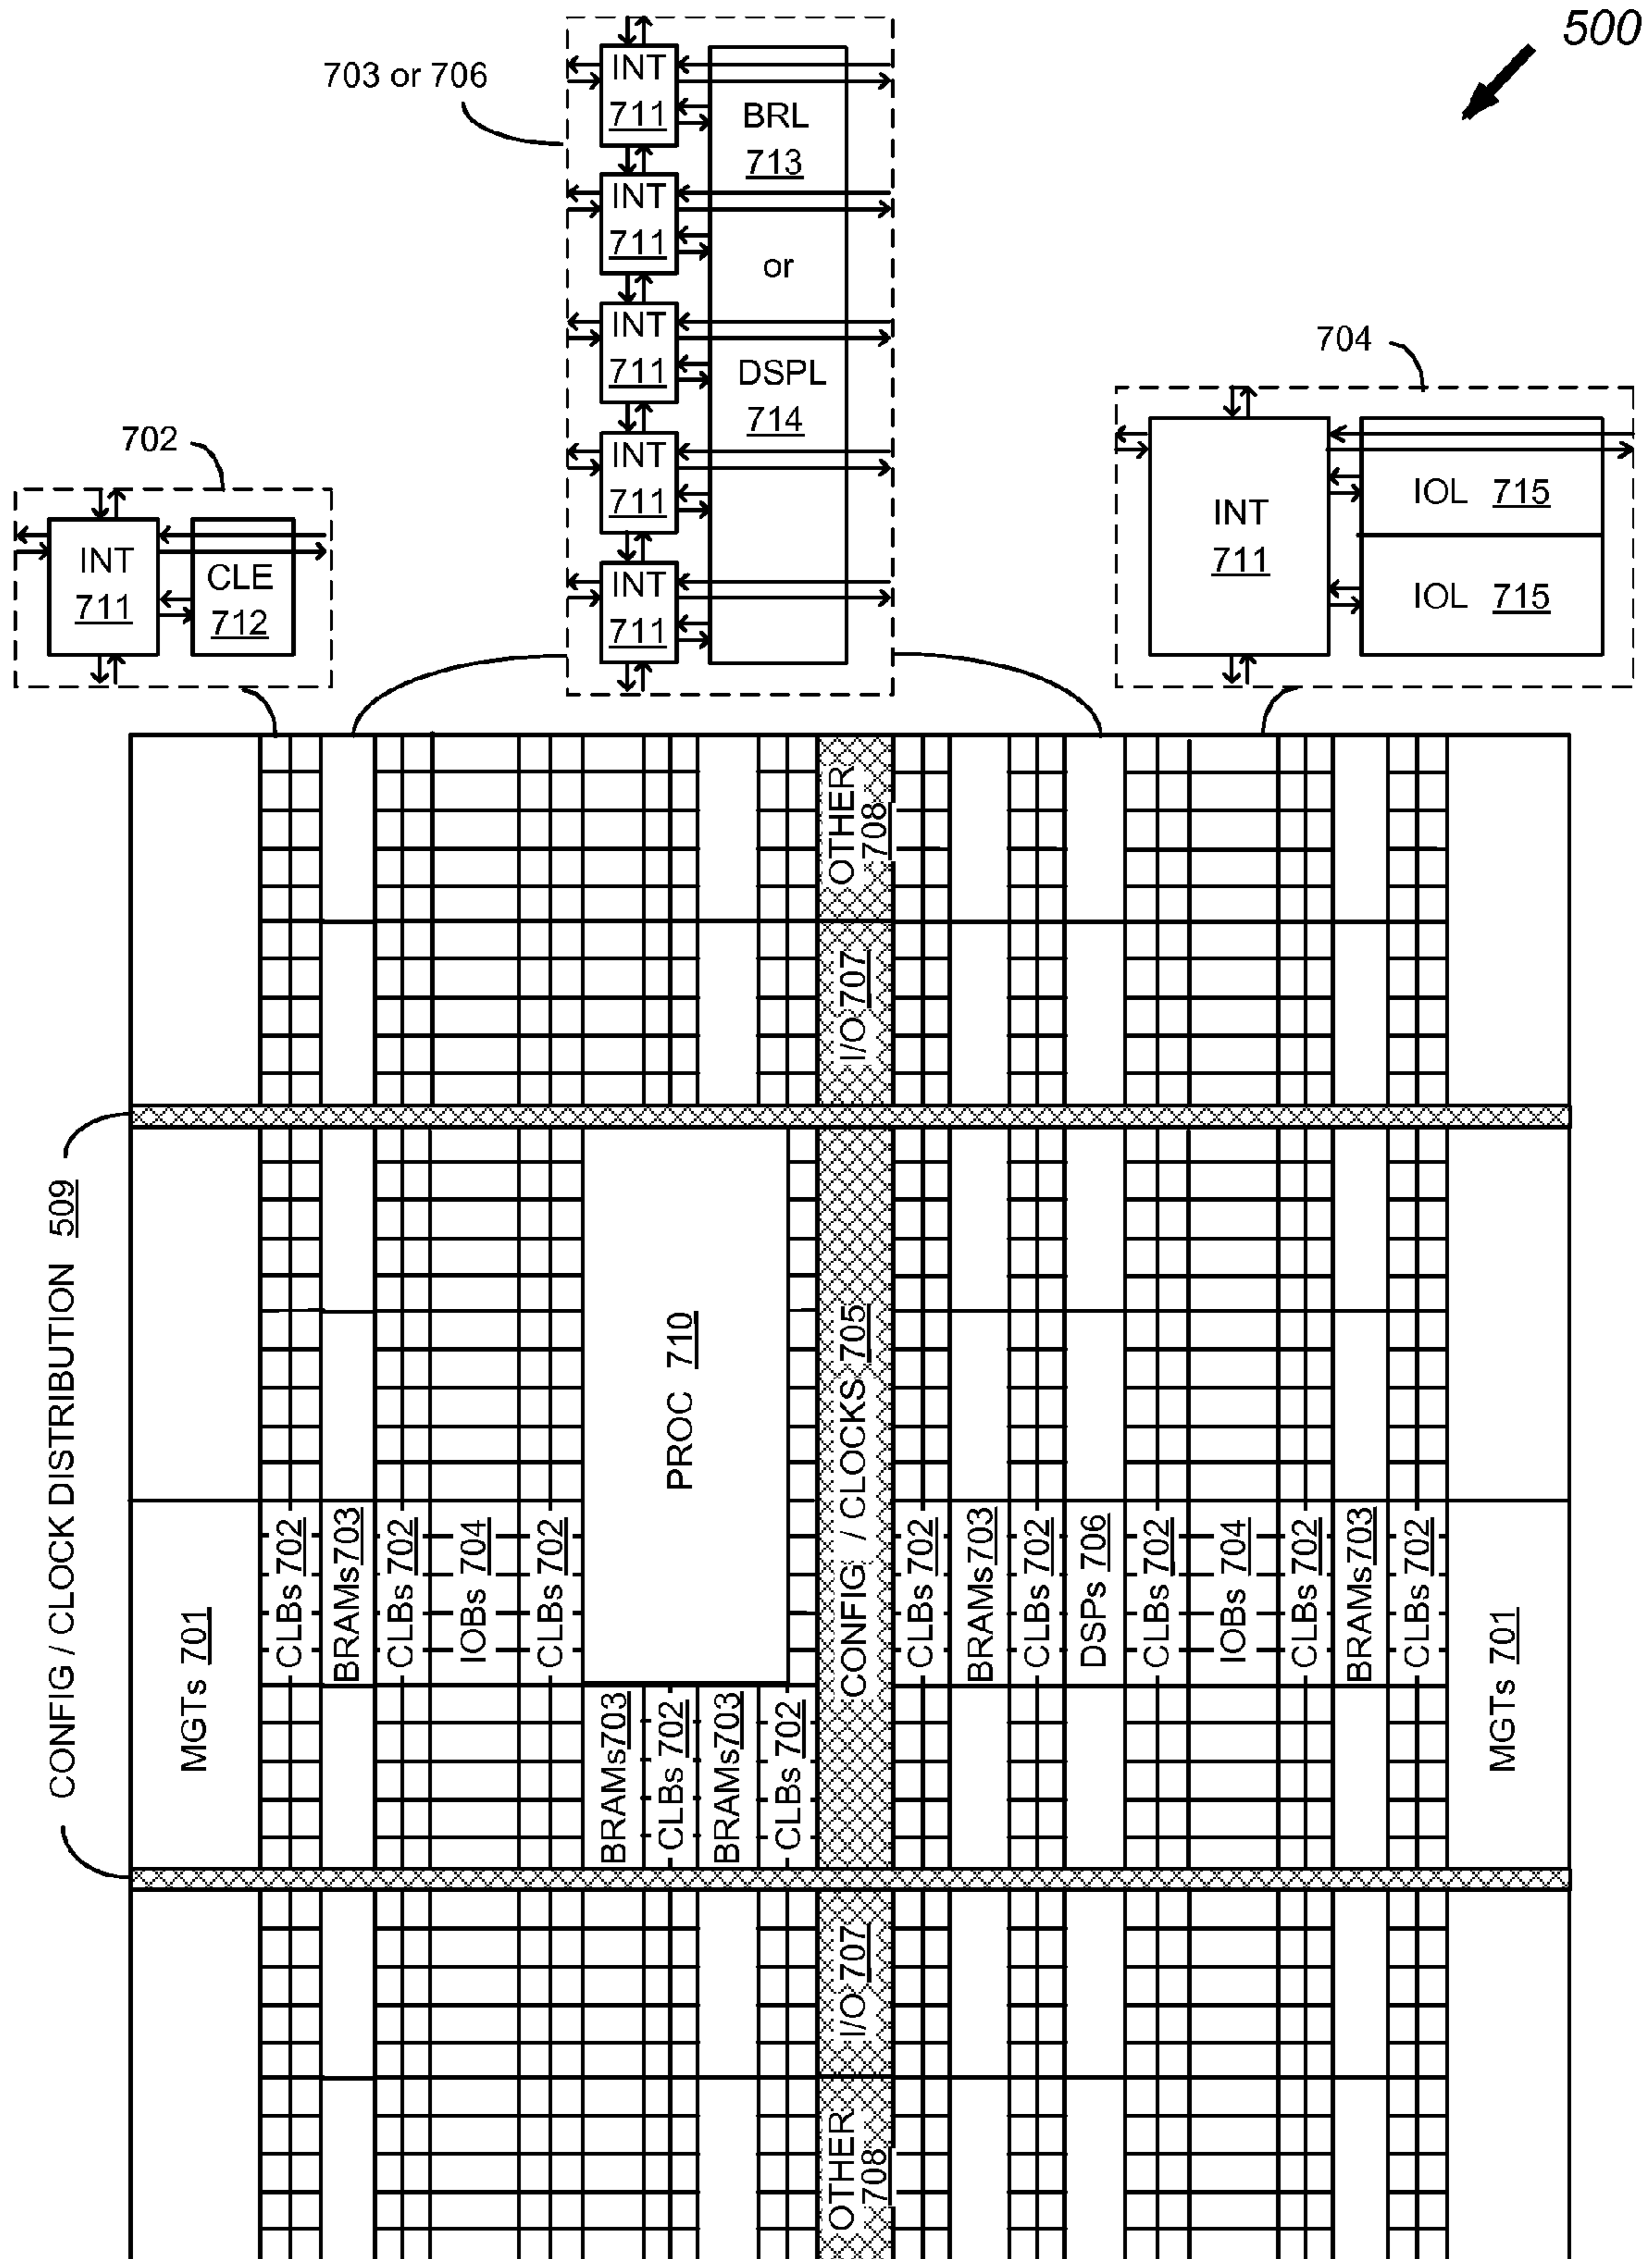 500
703 or 706
INT
711
INT
711
INT
711
INT
711
INT
711
BRL
713
or
DSPL
714
704
INT
711
IOL 715
IOL 715
702
INT
711
CLE
712
OTHER
708
I/O 707
CONFIG / CLOCK DISTRIBUTION 509
PROC 710
CONFIG / CLOCKS 705
MGTs 701
CLBs 702
BRAMs 703
CLBs 702
IOBs 704
CLBs 702
BRAMs 703
CLBs 702
BRAMs 703
CLBs 702
CLBs 702
BRAMs 703
CLBs 702
DSPs 706
CLBs 702
IOBs 704
CLBs 702
BRAMs 703
CLBs 702
MGTs 701
I/O 707
OTHER
708